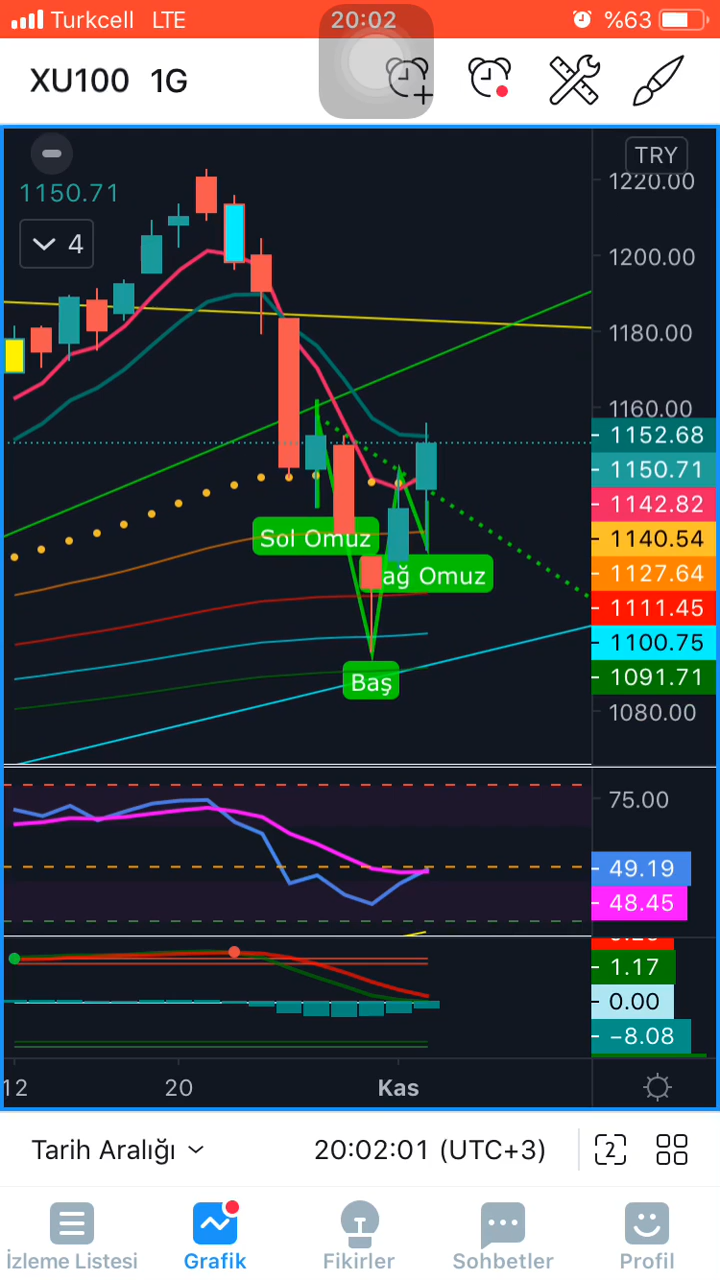 Turkcell LTE 20:02 %63
XU100 1G
TRY
1150.71
4
1220.00
1200.00
1180.00
1160.00
1152.68
1150.71
1142.82
1140.54
1127.64
1111.45
1100.75
1091.71
1080.00
Sol Omuz
ağ Omuz
Baş
75.00
49.19
48.45
1.17
0.00
−8.08
12 20 Kas
Tarih Aralığı 20:02:01 (UTC+3) 2
İzleme Listesi Grafik Fikirler Sohbetler Profil